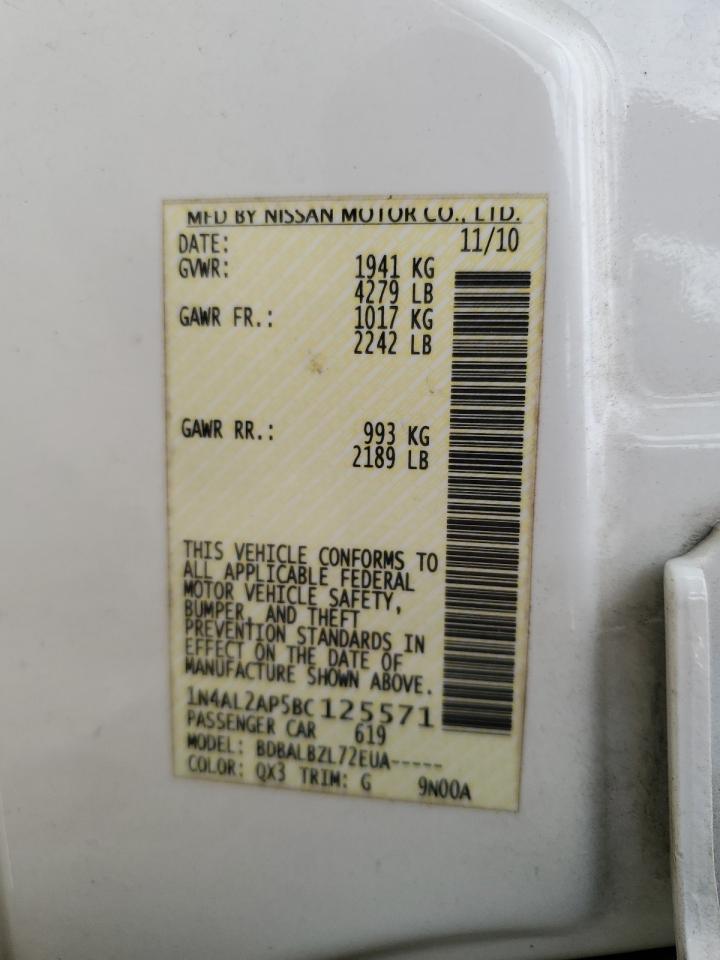 MFD BY NISSAN MOTOR CO., LTD.
DATE: 11/10
GVWR: 1941 KG
4279 LB
GAWR FR.: 1017 KG
2242 LB
GAWR RR.: 993 KG
2189 LB
THIS VEHICLE CONFORMS TO
ALL APPLICABLE FEDERAL
MOTOR VEHICLE SAFETY,
BUMPER, AND THEFT
PREVENTION STANDARDS IN
EFFECT ON THE DATE OF
MANUFACTURE SHOWN ABOVE.
1N4AL2AP5BC125571
PASSENGER CAR 619
MODEL: BDBALBZL72EUA-----
COLOR: QX3 TRIM: G 9N00A